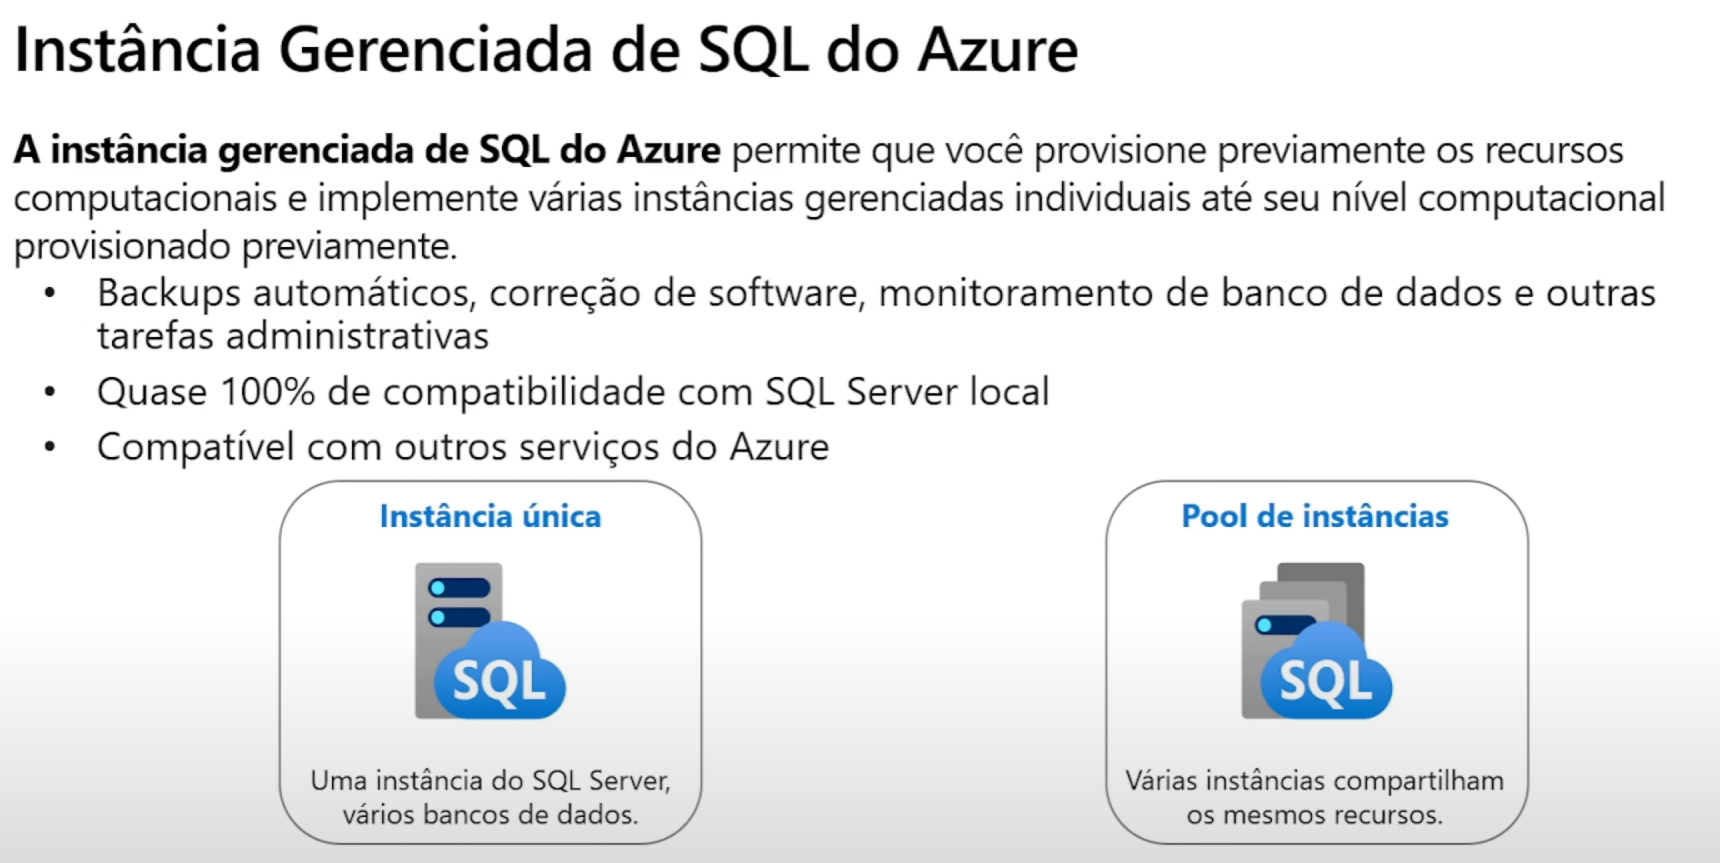 Instância Gerenciada de SQL do Azure
A instância gerenciada de SQL do Azure permite que você provisione previamente os recursos
computacionais e implemente várias instâncias gerenciadas individuais até seu nível computacional
provisionado previamente.
• Backups automáticos, correção de software, monitoramento de banco de dados e outras
tarefas administrativas
• Quase 100% de compatibilidade com SQL Server local
• Compatível com outros serviços do Azure
Instância única
SQL
Uma instância do SQL Server,
vários bancos de dados.
Pool de instâncias
SQL
Várias instâncias compartilham
os mesmos recursos.